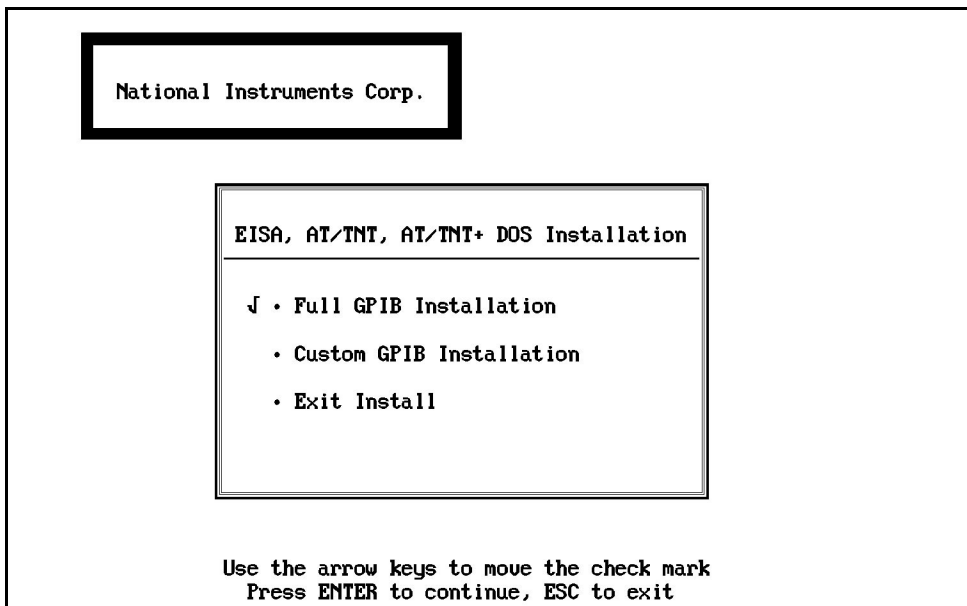 National Instruments Corp.
EISA, AT/TNT, AT/TNT+ DOS Installation
√ • Full GPIB Installation
• Custom GPIB Installation
• Exit Install
Use the arrow keys to move the check mark
Press ENTER to continue, ESC to exit